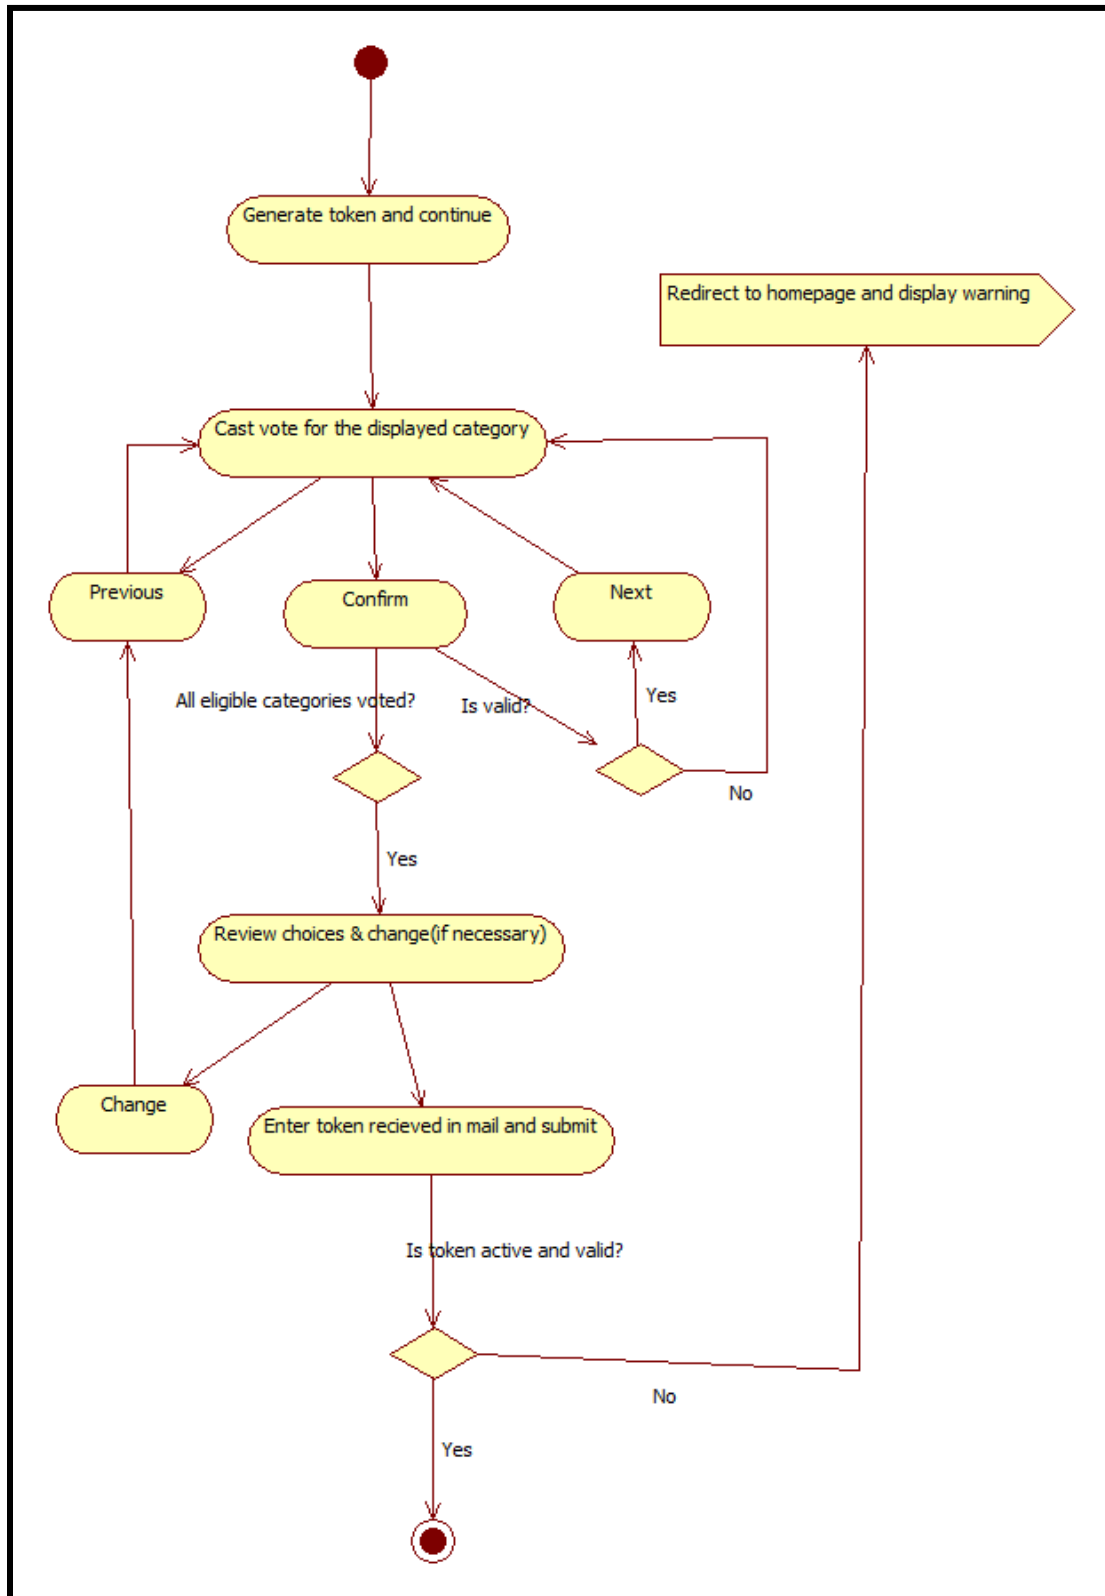 Generate token and continue
Redirect to homepage and display warning
Cast vote for the displayed category
Previous
Confirm
Next
All eligible categories voted?
Is valid?
Yes
No
Yes
Review choices & change(if necessary)
Change
Enter token recieved in mail and submit
Is token active and valid?
No
Yes